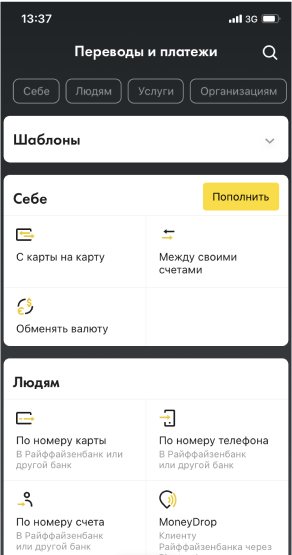 13:37
3G
Переводы и платежи
Себе
Людям
Услуги
Организациям
Шаблоны
Себе
Пополнить
С карты на карту
Между своими
счетами
Обменять валюту
Людям
По номеру карты
В Райффайзенбанк или
другой банк
По номеру телефона
В Райффайзенбанк
или другой банк
По номеру счета
В Райффайзенбанк
или другой банк
MoneyDrop
Клиенту
Райффайзенбанка через